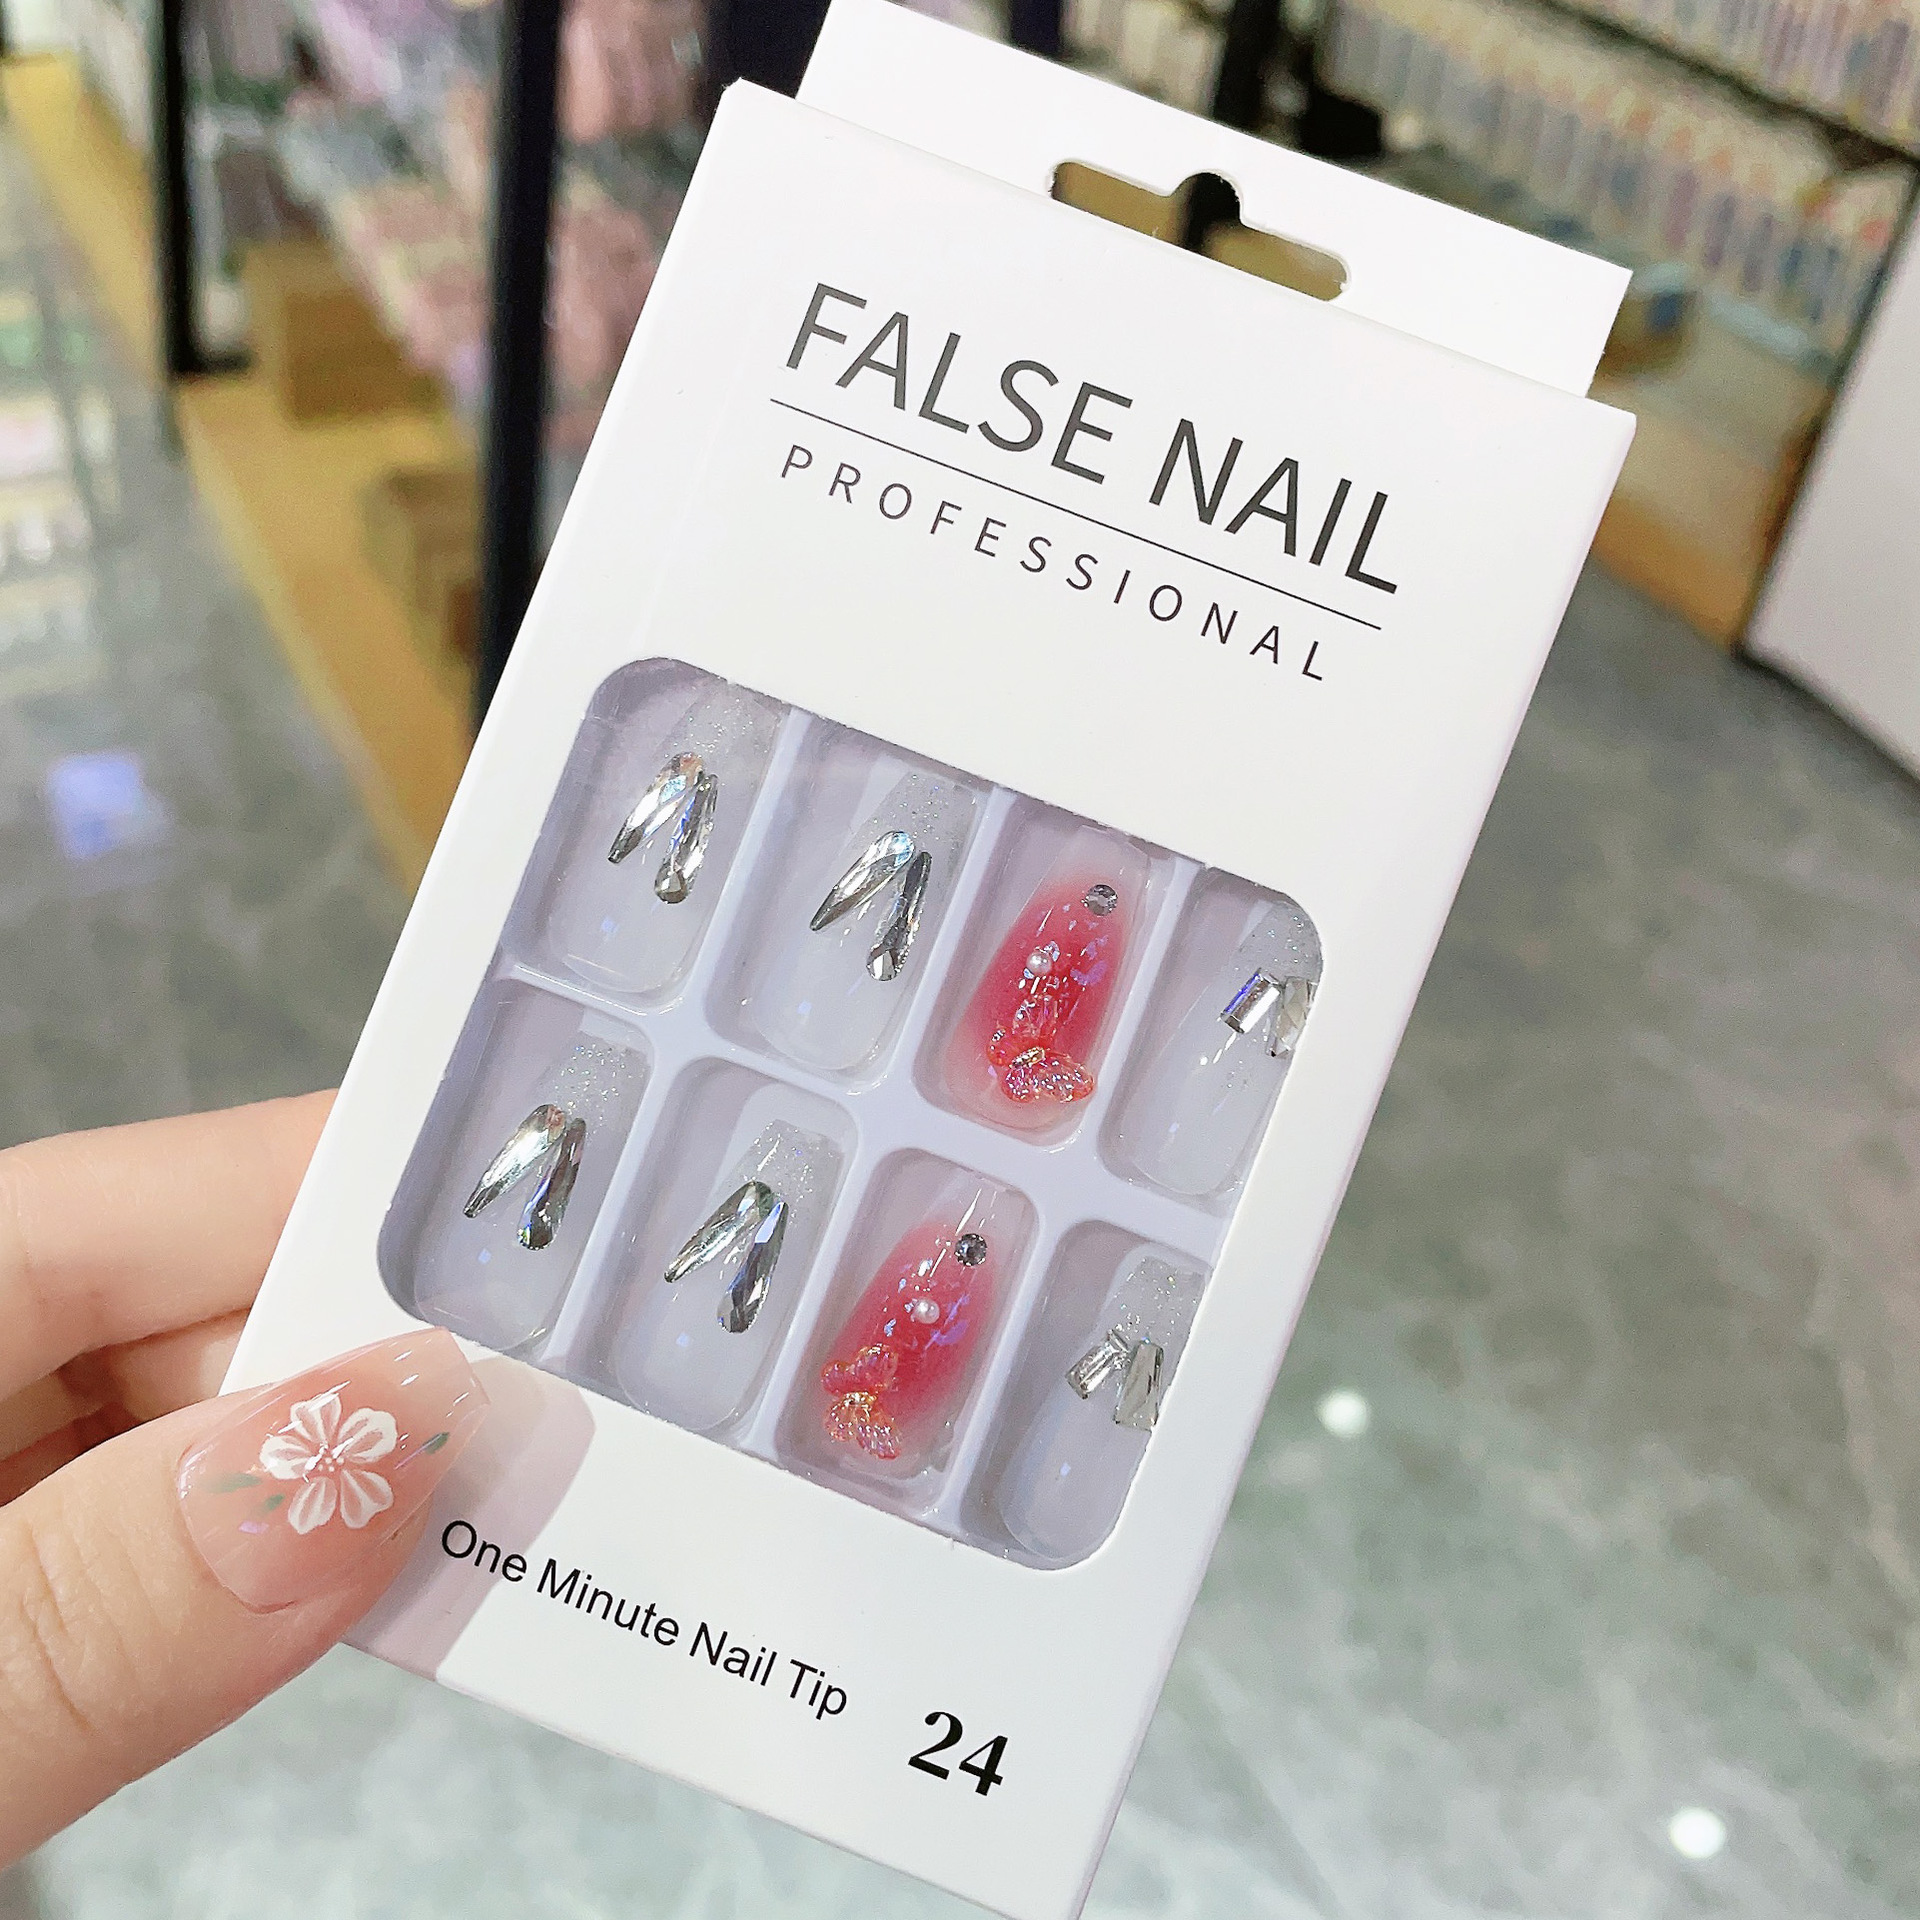 FALSE NAIL
PROFESSIONAL
One Minute Nail Tip
24